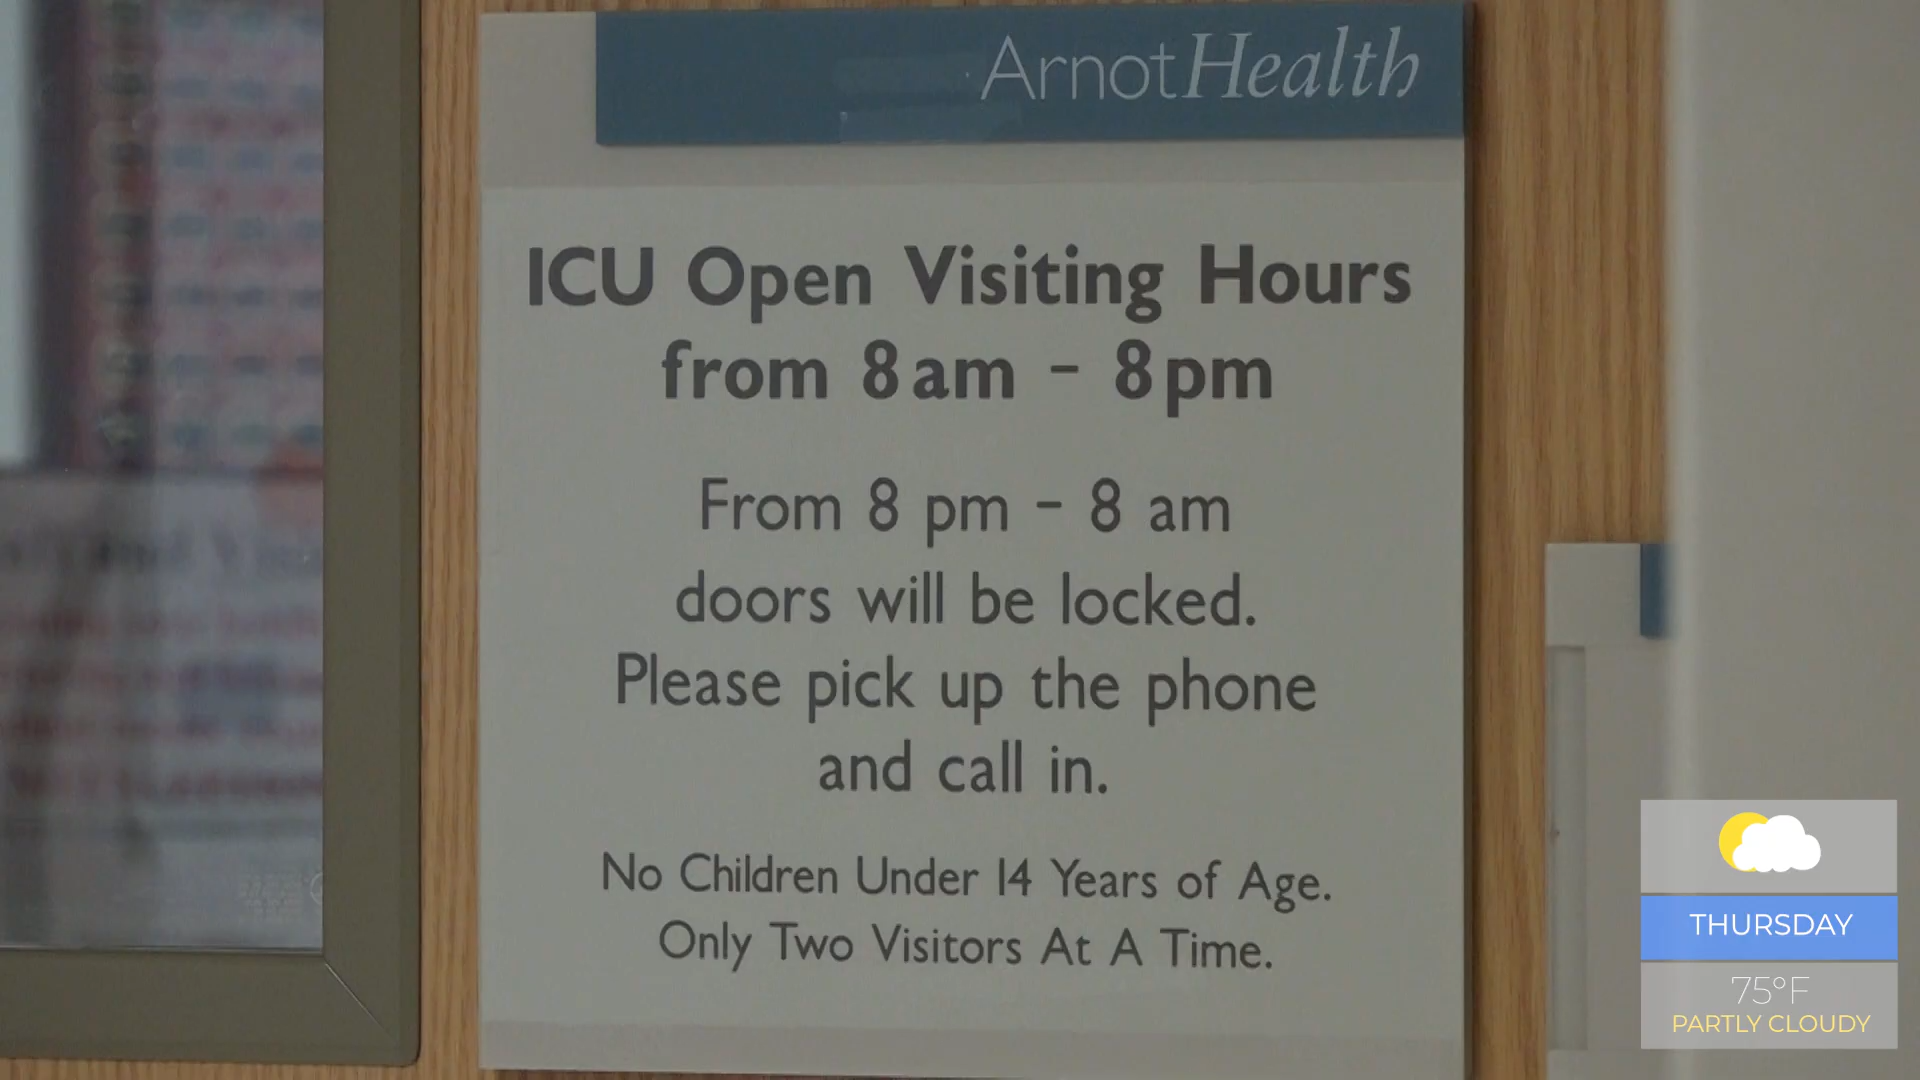 ArnotHealth
ICU Open Visiting Hours
from 8am - 8pm
From 8 pm - 8 am
doors will be locked.
Please pick up the phone
and call in.
No Children Under 14 Years of Age.
Only Two Visitors At A Time.
THURSDAY
75°F
PARTLY CLOUDY